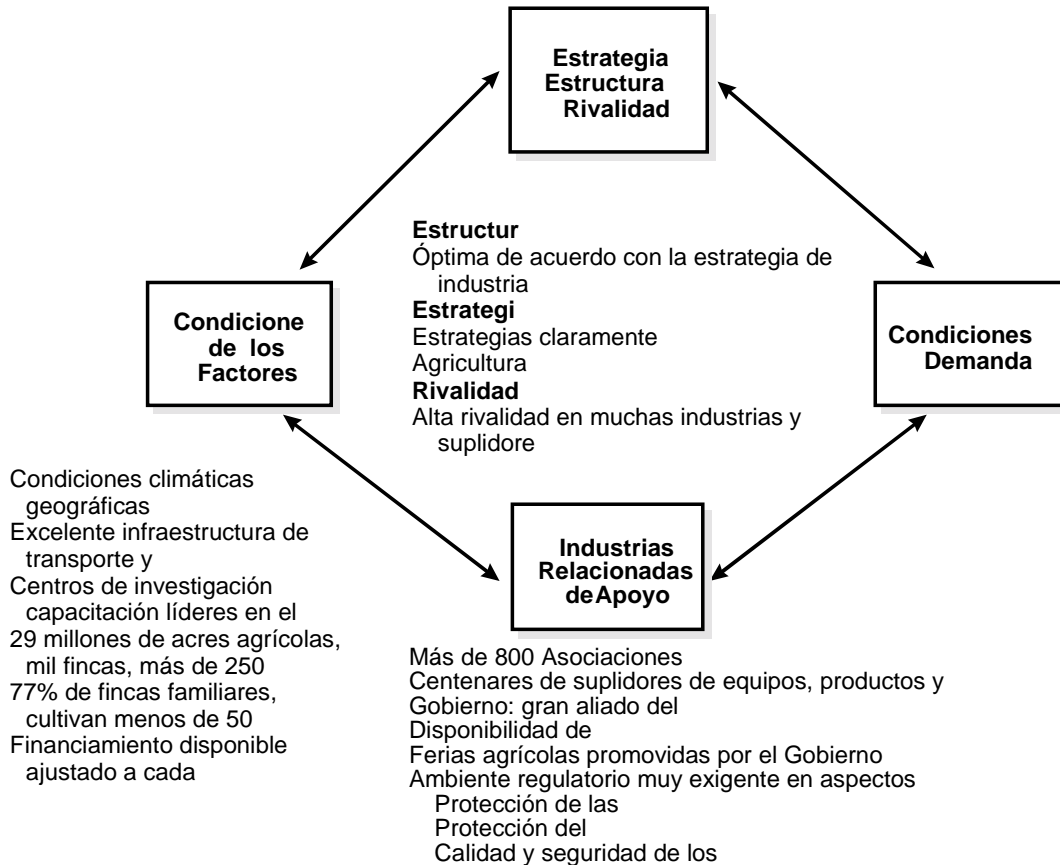 Estrategia
Estructura
Rivalidad
Estructur
Óptima de acuerdo con la estrategia de
industria
Estrategi
Estrategias claramente
Agricultura
Rivalidad
Alta rivalidad en muchas industrias y
suplidore
Condicione
de los
Factores
Condiciones
Demanda
Condiciones climáticas
geográficas
Excelente infraestructura de
transporte y
Centros de investigación
capacitación líderes en el
29 millones de acres agrícolas,
mil fincas, más de 250
77% de fincas familiares,
cultivan menos de 50
Financiamiento disponible
ajustado a cada
Industrias
Relacionadas
de Apoyo
Más de 800 Asociaciones
Centenares de suplidores de equipos, productos y
Gobierno: gran aliado del
Disponibilidad de
Ferias agrícolas promovidas por el Gobierno
Ambiente regulatorio muy exigente en aspectos
Protección de las
Protección del
Calidad y seguridad de los